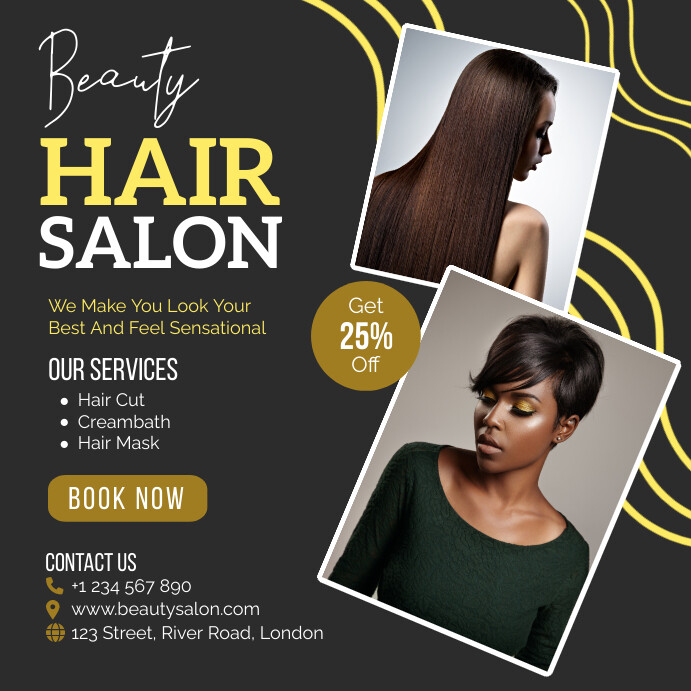 Beauty
HAIR
SALON
We Make You Look Your
Best And Feel Sensational
Get
25%
Off
OUR SERVICES
• Hair Cut
• Creambath
• Hair Mask
BOOK NOW
CONTACT US
+1 234 567 890
www.beautysalon.com
123 Street, River Road, London